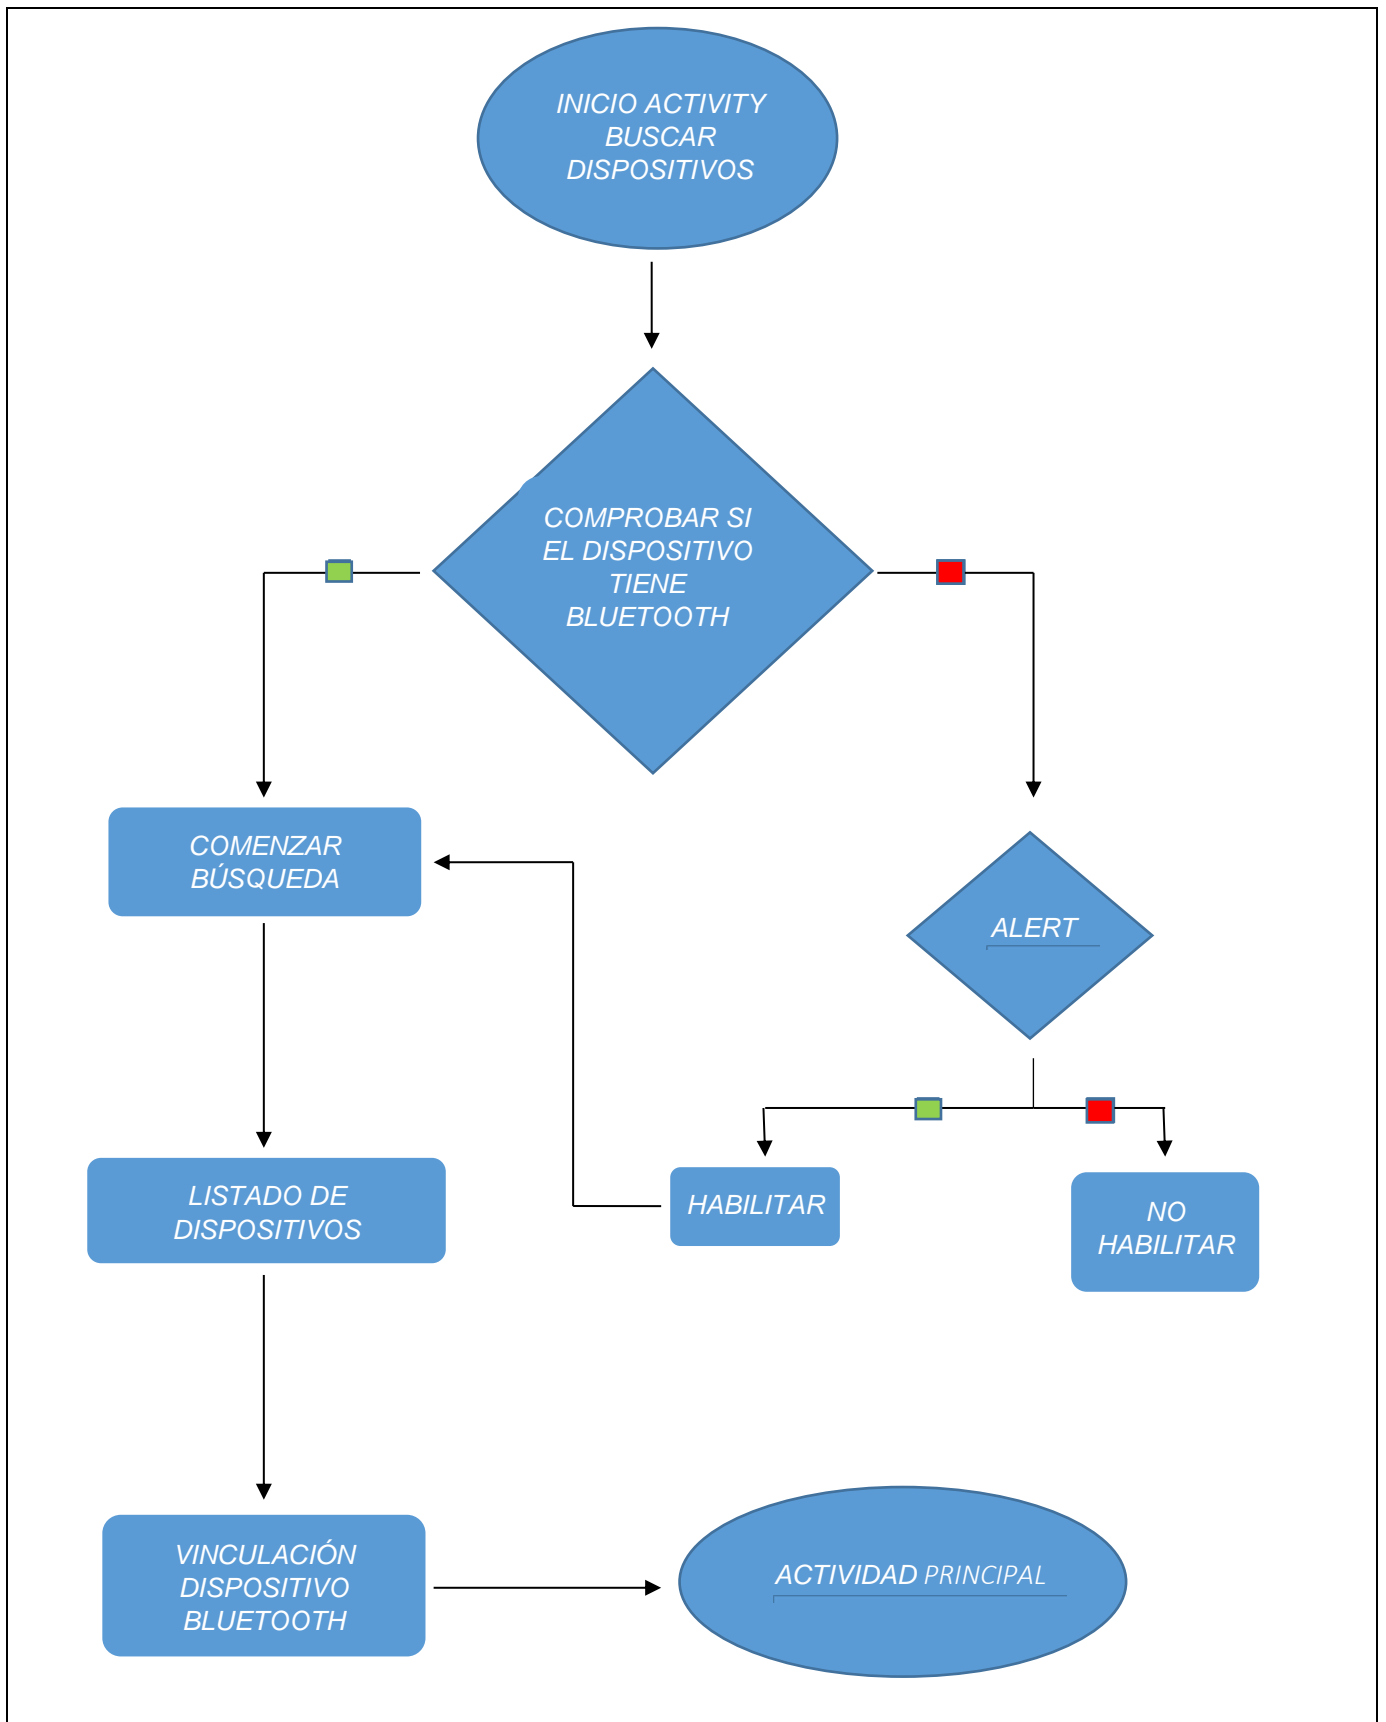 INICIO ACTIVITY
BUSCAR
DISPOSITIVOS
COMPROBAR SI
EL DISPOSITIVO
TIENE
BLUETOOTH
COMENZAR
BÚSQUEDA
ALERT
LISTADO DE
DISPOSITIVOS
HABILITAR
NO
HABILITAR
VINCULACIÓN
DISPOSITIVO
BLUETOOTH
ACTIVIDAD PRINCIPAL